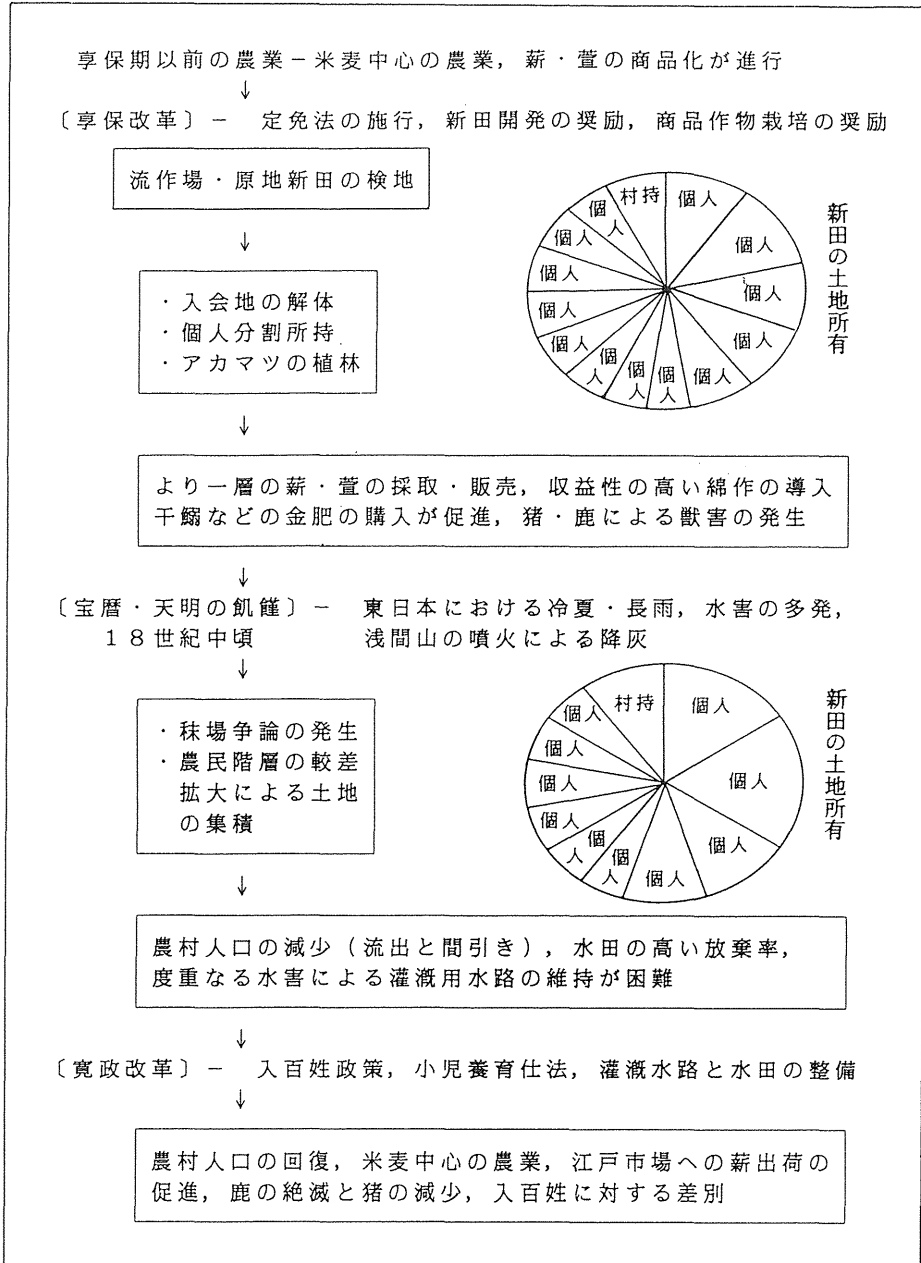 享保期以前の農業－米麦中心の農業，薪・萱の商品化が進行
↓
〔享保改革〕－　定免法の施行，新田開発の奨励，商品作物栽培の奨励
流作場・原地新田の検地
↓
・入会地の解体
・個人分割所持
・アカマツの植林
村持
個人
個人
個人
個人
個人
個人
個人
個人
個人
個人
個人
個人
個人
新田の土地所有
↓
より一層の薪・萱の採取・販売，収益性の高い綿作の導入
干鰯などの金肥の購入が促進，猪・鹿による獣害の発生
↓
〔宝暦・天明の飢饉〕－　東日本における冷夏・長雨，水害の多発，
１８世紀中頃　浅間山の噴火による降灰
↓
・秣場争論の発生
・農民階層の較差
拡大による土地
の集積
村持
個人
個人
個人
個人
個人
個人
個人
個人
個人
個人
新田の土地所有
↓
農村人口の減少（流出と間引き），水田の高い放棄率，
度重なる水害による灌漑用水路の維持が困難
↓
〔寛政改革〕－　入百姓政策，小児養育仕法，灌漑水路と水田の整備
↓
農村人口の回復，米麦中心の農業，江戸市場への薪出荷の
促進，鹿の絶滅と猪の減少，入百姓に対する差別